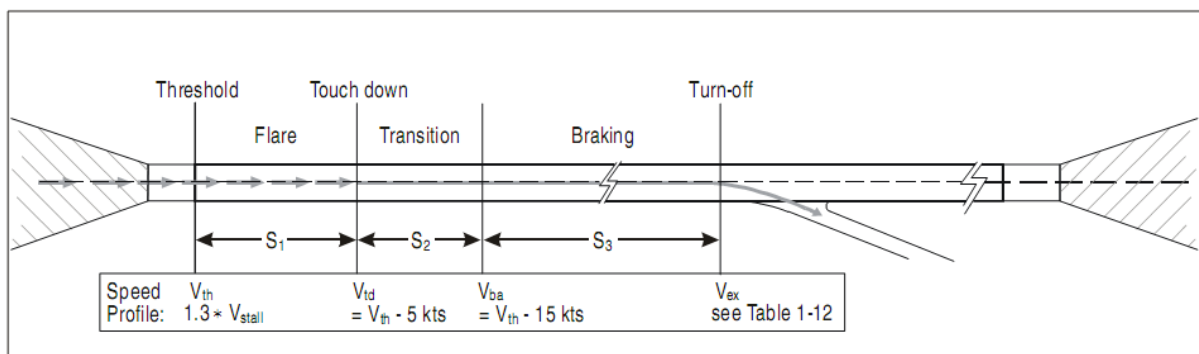 Threshold Touch down Turn-off
Flare Transition Braking
S1 S2 S3
Speed Vth Vtd Vba Vex
Profile: 1.3 * Vstall = Vth - 5 kts = Vth - 15 kts see Table 1-12